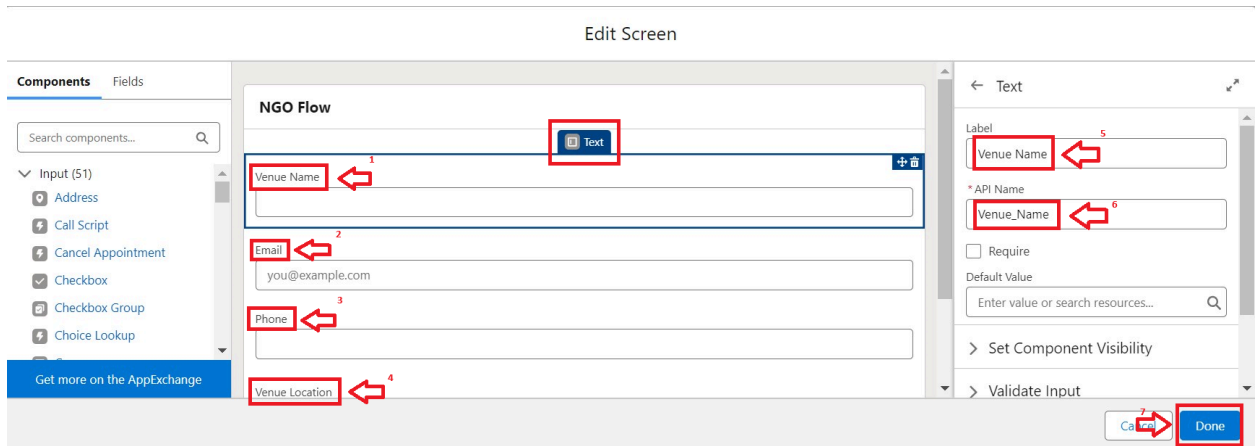 Edit Screen
Components Fields
Search components...
Input (51)
Address
Call Script
Cancel Appointment
Checkbox
Checkbox Group
Choice Lookup
Get more on the AppExchange
NGO Flow
Text
Venue Name 1
Email 2
you@example.com
Phone 3
Venue Location 4
Text
Label
Venue Name 5
* API Name
Venue_Name 6
Require
Default Value
Enter value or search resources...
Set Component Visibility
Validate Input
Cancel 7 Done